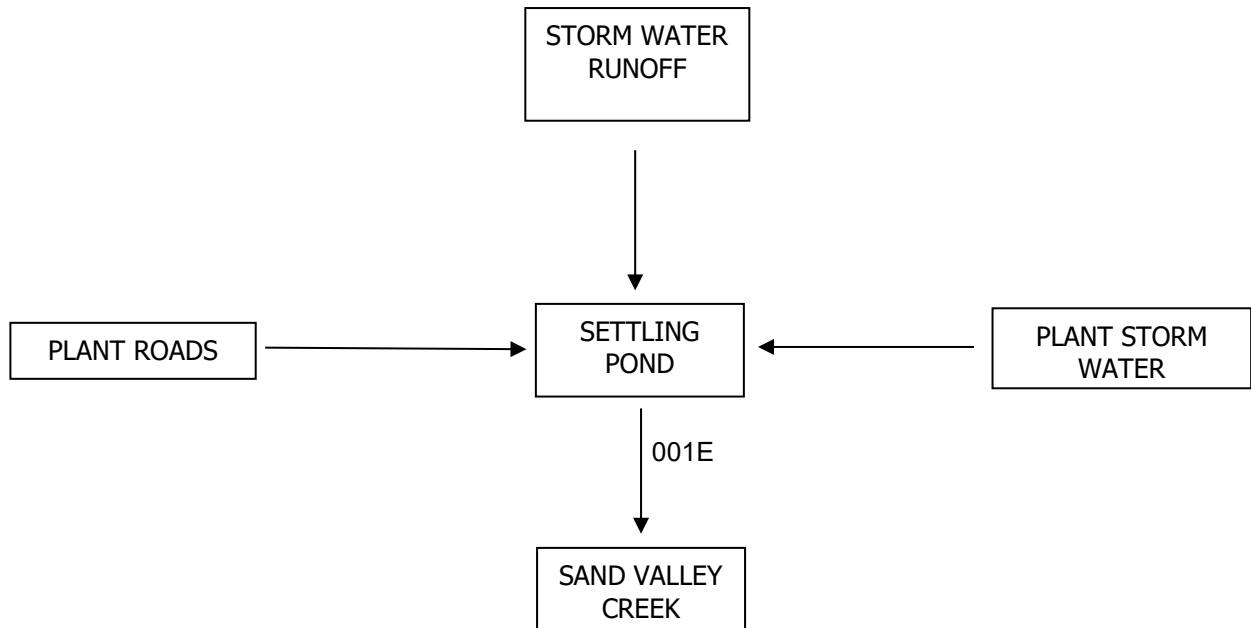 STORM WATER
RUNOFF
PLANT ROADS
SETTLING
POND
PLANT STORM
WATER
001E
SAND VALLEY
CREEK